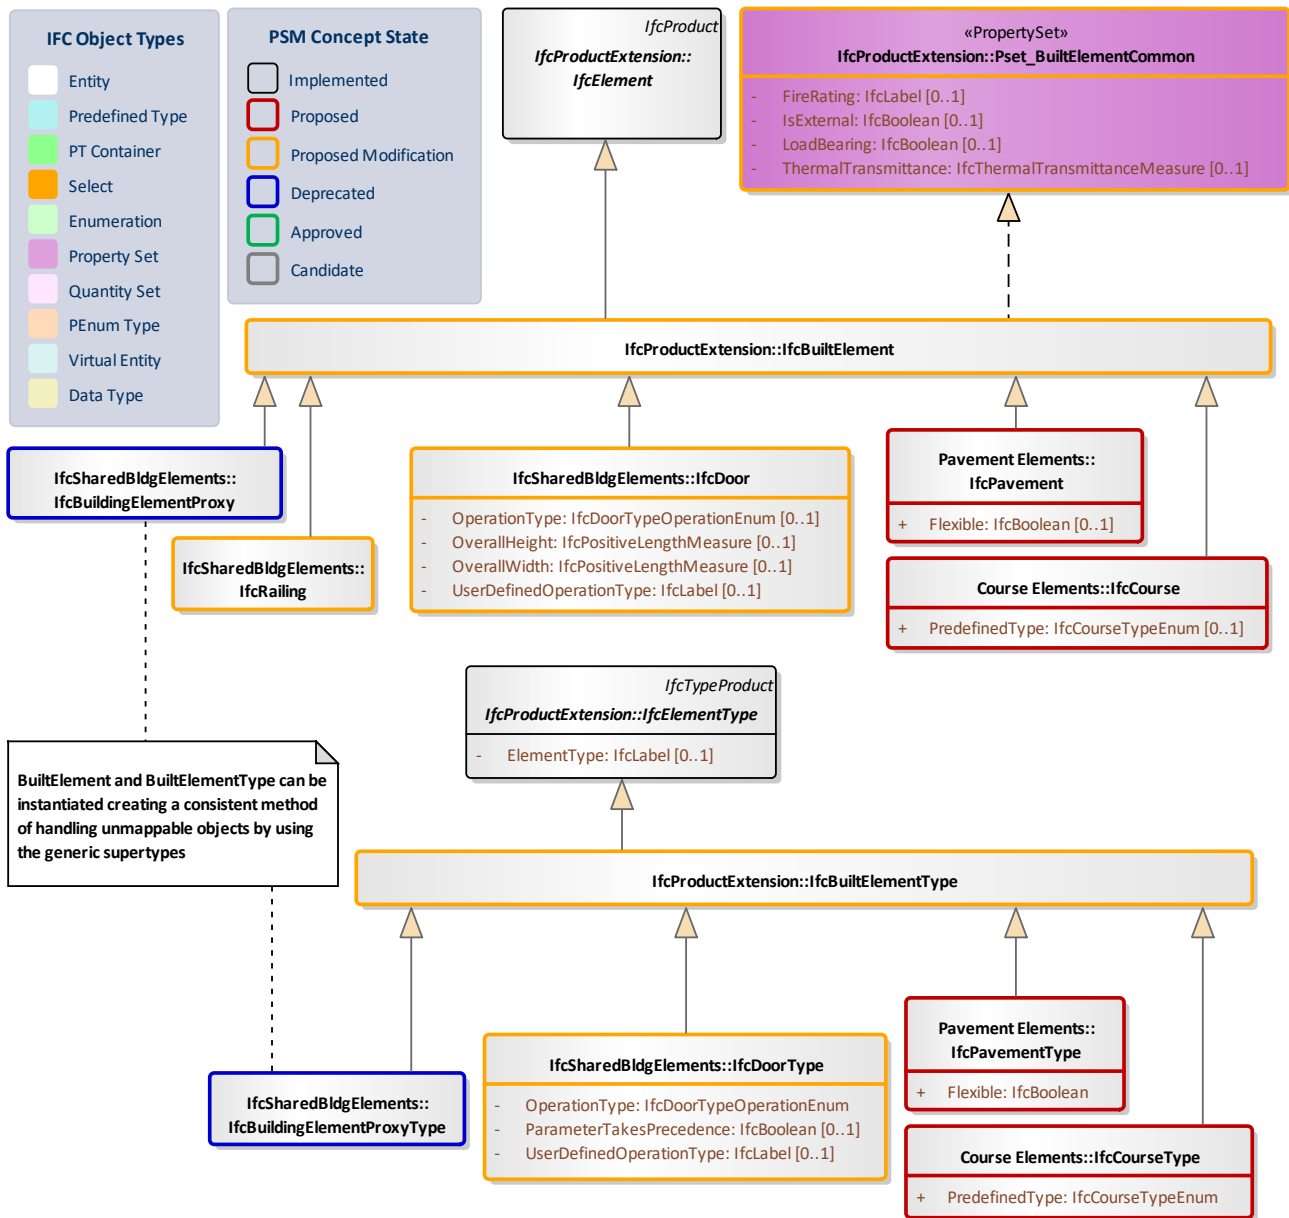 IFC Object Types
Entity
Predefined Type
PT Container
Select
Enumeration
Property Set
Quantity Set
PEnum Type
Virtual Entity
Data Type
PSM Concept State
Implemented
Proposed
Proposed Modification
Deprecated
Approved
Candidate
IfcProduct
IfcProductExtension::
IfcElement
«PropertySet»
IfcProductExtension::Pset_BuiltElementCommon
- FireRating: IfcLabel [0..1]
- IsExternal: IfcBoolean [0..1]
- LoadBearing: IfcBoolean [0..1]
- ThermalTransmittance: IfcThermalTransmittanceMeasure [0..1]
IfcProductExtension::IfcBuiltElement
IfcSharedBldgElements::
IfcBuildingElementProxy
IfcSharedBldgElements::
IfcRailing
IfcSharedBldgElements::IfcDoor
- OperationType: IfcDoorTypeOperationEnum [0..1]
- OverallHeight: IfcPositiveLengthMeasure [0..1]
- OverallWidth: IfcPositiveLengthMeasure [0..1]
- UserDefinedOperationType: IfcLabel [0..1]
Pavement Elements::
IfcPavement
+ Flexible: IfcBoolean [0..1]
Course Elements::IfcCourse
+ PredefinedType: IfcCourseTypeEnum [0..1]
IfcTypeProduct
IfcProductExtension::IfcElementType
- ElementType: IfcLabel [0..1]
BuiltElement and BuiltElementType can be
instantiated creating a consistent method
of handling unmappable objects by using
the generic supertypes
IfcProductExtension::IfcBuiltElementType
IfcSharedBldgElements::
IfcBuildingElementProxyType
IfcSharedBldgElements::IfcDoorType
- OperationType: IfcDoorTypeOperationEnum
- ParameterTakesPrecedence: IfcBoolean [0..1]
- UserDefinedOperationType: IfcLabel [0..1]
Pavement Elements::
IfcPavementType
+ Flexible: IfcBoolean
Course Elements::IfcCourseType
+ PredefinedType: IfcCourseTypeEnum